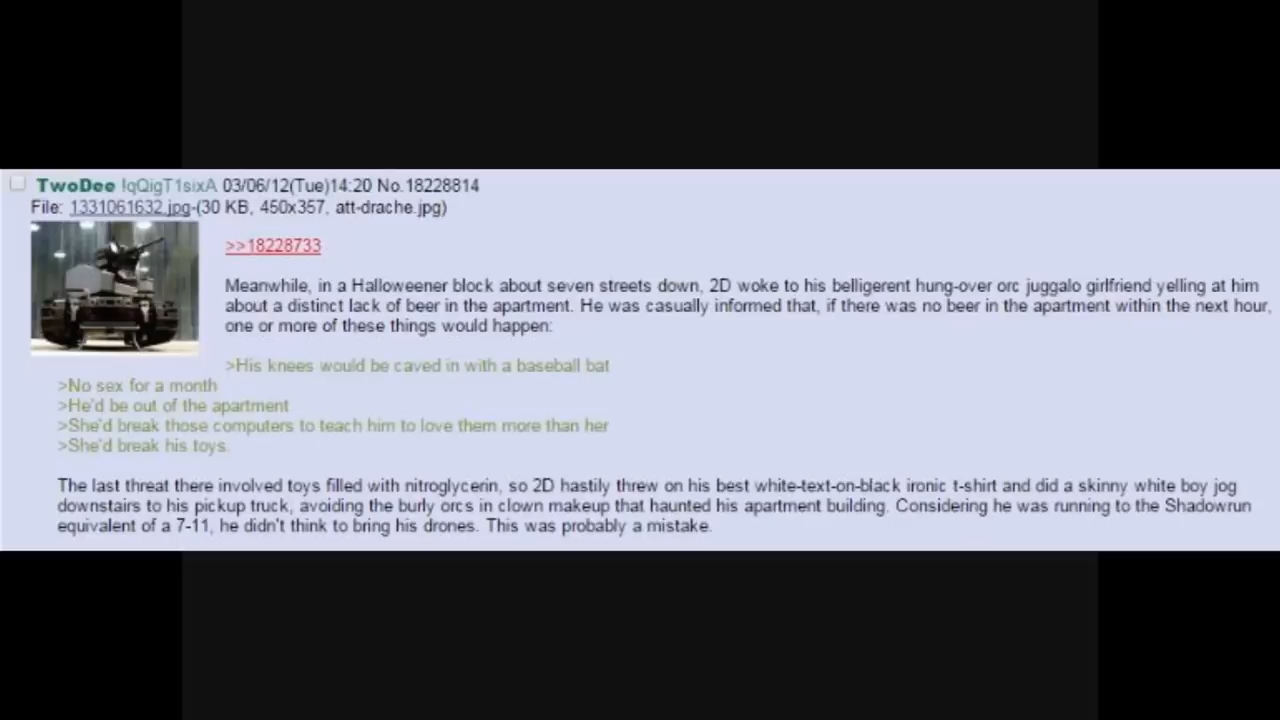 TwoDee !qQigT1sixA 03/06/12(Tue)14:20 No.18228814
File: 1331061632.jpg-(30 KB, 450x357, att-drache.jpg)
>>18228733
Meanwhile, in a Halloweener block about seven streets down, 2D woke to his belligerent hung-over orc juggalo girlfriend yelling at him
about a distinct lack of beer in the apartment. He was casually informed that, if there was no beer in the apartment within the next hour,
one or more of these things would happen:
>His knees would be caved in with a baseball bat
>No sex for a month
>He'd be out of the apartment
>She'd break those computers to teach him to love them more than her
>She'd break his toys.
The last threat there involved toys filled with nitroglycerin, so 2D hastily threw on his best white-text-on-black ironic t-shirt and did a skinny white boy jog
downstairs to his pickup truck, avoiding the burly orcs in clown makeup that haunted his apartment building. Considering he was running to the Shadowrun
equivalent of a 7-11, he didn't think to bring his drones. This was probably a mistake.